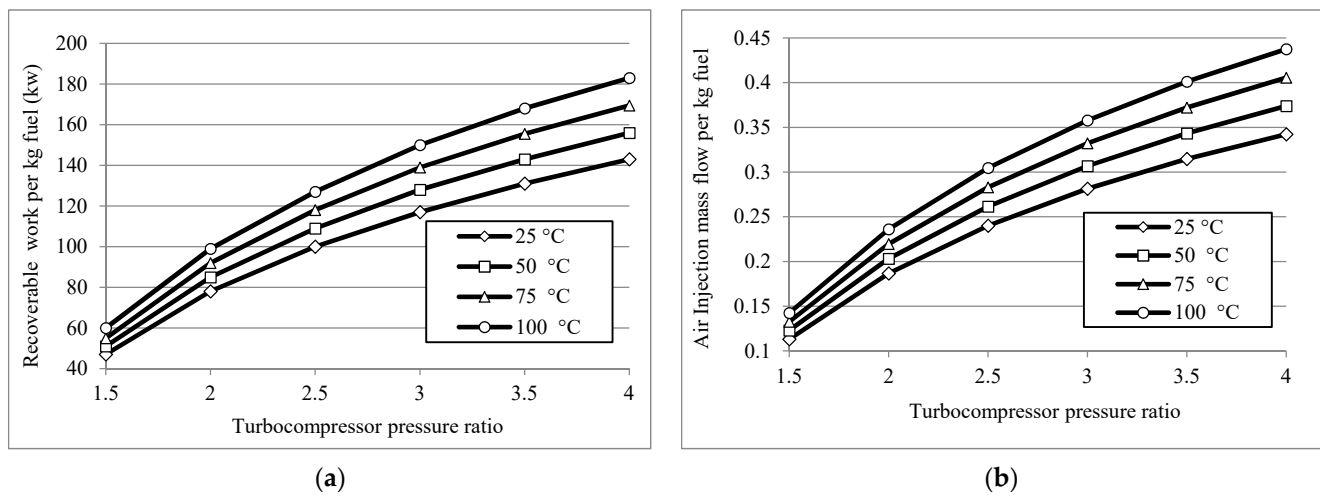 Recoverable work per kg fuel (kw)
200
180
160
140
120
100
80
60
40
1.5 2 2.5 3 3.5 4
Turbocompressor pressure ratio
25 °C
50 °C
75 °C
100 °C
(a)
Air Injection mass flow per kg fuel
0.45
0.4
0.35
0.3
0.25
0.2
0.15
0.1
1.5 2 2.5 3 3.5 4
Turbocompressor pressure ratio
25 °C
50 °C
75 °C
100 °C
(b)